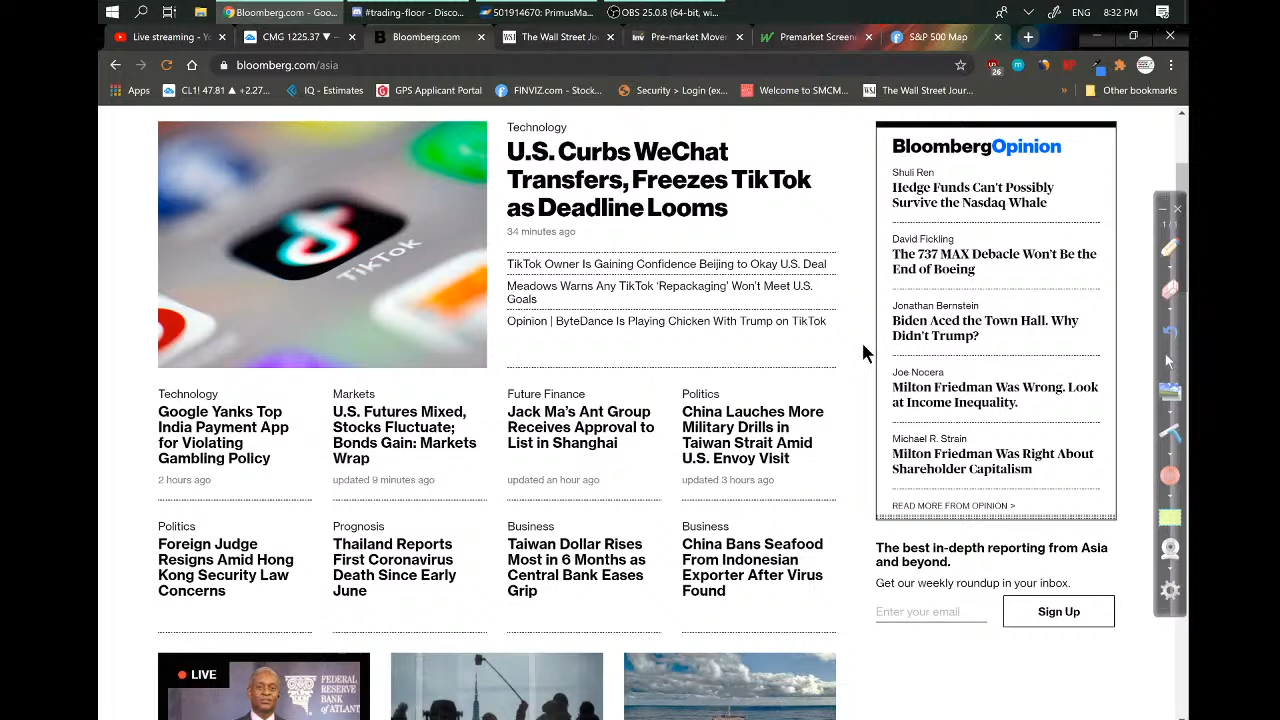 Bloomberg.com - Goo...
#trading-floor - Disco...
501914670: PrimusMa...
OBS 25.0.8 (64-bit, wi...
ENG
8:32 PM
Live streaming - Y
CMG 1225.37 ▼ -
Bloomberg.com
The Wall Street Jou
Pre-market Mover
Premarket Screen
S&P 500 Map
bloomberg.com/asia
26
Apps
CL1! 47.81 ▲ +2.27...
IQ - Estimates
GPS Applicant Portal
FINVIZ.com - Stock...
Security > Login (ex...
Welcome to SMCM...
The Wall Street Jour...
»
Other bookmarks
TikTok
Technology
U.S. Curbs WeChat
Transfers, Freezes TikTok
as Deadline Looms
34 minutes ago
TikTok Owner Is Gaining Confidence Beijing to Okay U.S. Deal
Meadows Warns Any TikTok ‘Repackaging’ Won’t Meet U.S.
Goals
Opinion | ByteDance Is Playing Chicken With Trump on TikTok
BloombergOpinion
Shuli Ren
Hedge Funds Can’t Possibly
Survive the Nasdaq Whale
David Fickling
The 737 MAX Debacle Won’t Be the
End of Boeing
Jonathan Bernstein
Biden Aced the Town Hall. Why
Didn’t Trump?
Joe Nocera
Milton Friedman Was Wrong. Look
at Income Inequality.
Michael R. Strain
Milton Friedman Was Right About
Shareholder Capitalism
READ MORE FROM OPINION >
1 / 1
Technology
Google Yanks Top
India Payment App
for Violating
Gambling Policy
2 hours ago
Markets
U.S. Futures Mixed,
Stocks Fluctuate;
Bonds Gain: Markets
Wrap
updated 9 minutes ago
Future Finance
Jack Ma’s Ant Group
Receives Approval to
List in Shanghai
updated an hour ago
Politics
China Lauches More
Military Drills in
Taiwan Strait Amid
U.S. Envoy Visit
updated 3 hours ago
Politics
Foreign Judge
Resigns Amid Hong
Kong Security Law
Concerns
Prognosis
Thailand Reports
First Coronavirus
Death Since Early
June
Business
Taiwan Dollar Rises
Most in 6 Months as
Central Bank Eases
Grip
Business
China Bans Seafood
From Indonesian
Exporter After Virus
Found
The best in-depth reporting from Asia
and beyond.
Get our weekly roundup in your inbox.
Enter your email
Sign Up
LIVE
FEDERAL
RESERVE
BANK
of ATLANT